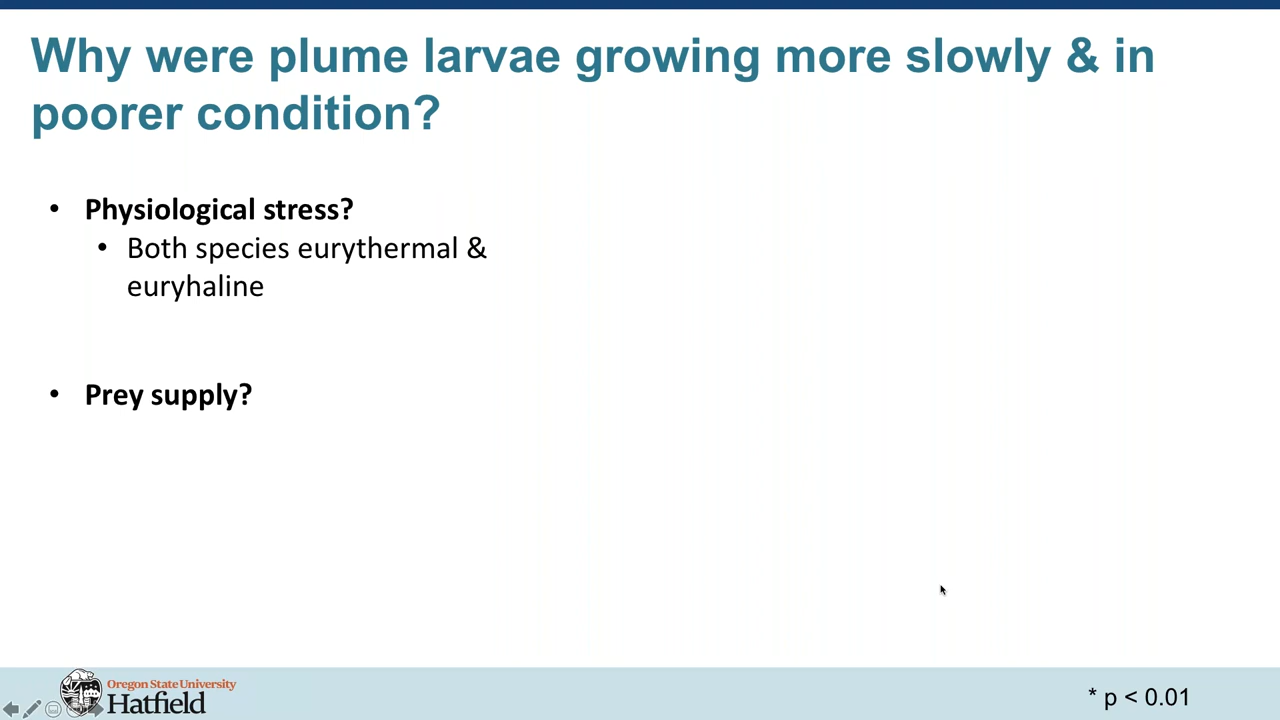 Why were plume larvae growing more slowly & in
poorer condition?
• Physiological stress?
• Both species eurythermal &
euryhaline
• Prey supply?
Oregon State University
Hatfield
* p < 0.01